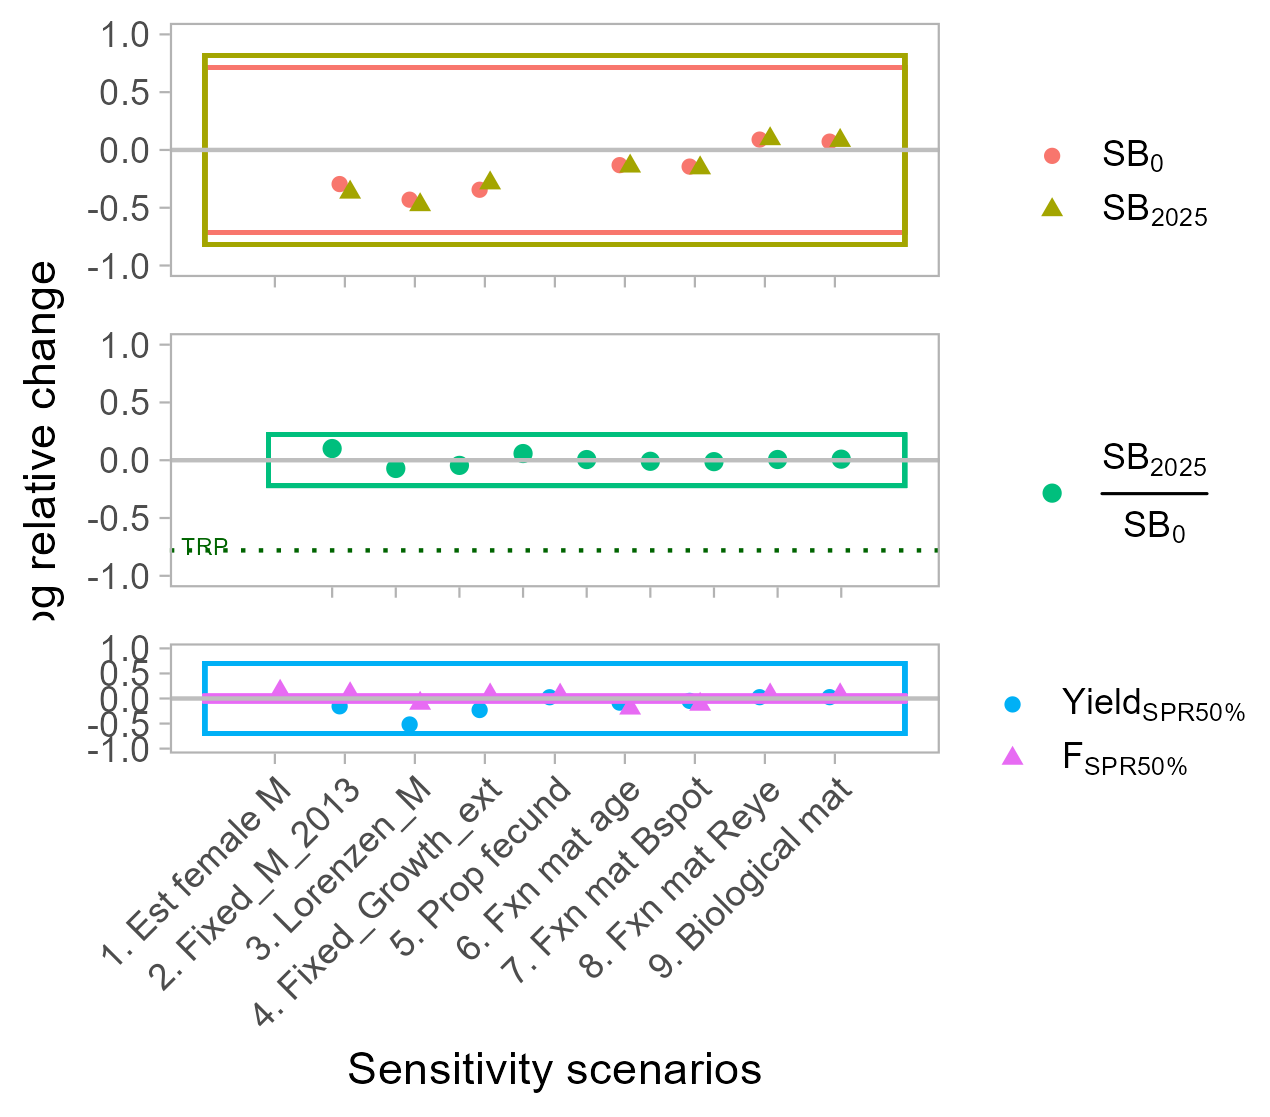 1.0
0.5
0.0
-0.5
-1.0
SB0
SB2025
1.0
0.5
0.0
-0.5
-1.0
TRP
SB2025
SB0
1.0
0.5
0.0
-0.5
-1.0
YieldSPR50%
FSPR50%
relative change
1. Est female M
2. Fixed_M_2013
3. Lorenzen_M
4. Fixed_Growth_ext
5. Prop fecund
6. Fxn mat age
7. Fxn mat Bspot
8. Fxn mat Reye
9. Biological mat
Sensitivity scenarios